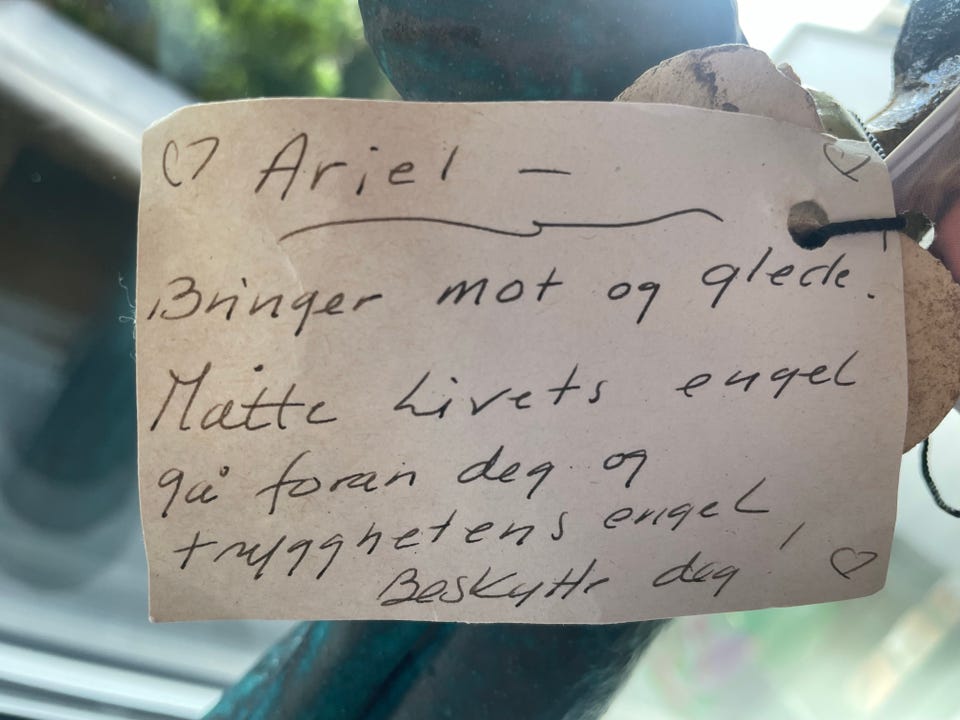 ♡ Ariel – ♡
Bringer mot og glede.
Måtte Livets engel
gå foran deg og
trygghetens engel
Beskytte deg! ♡